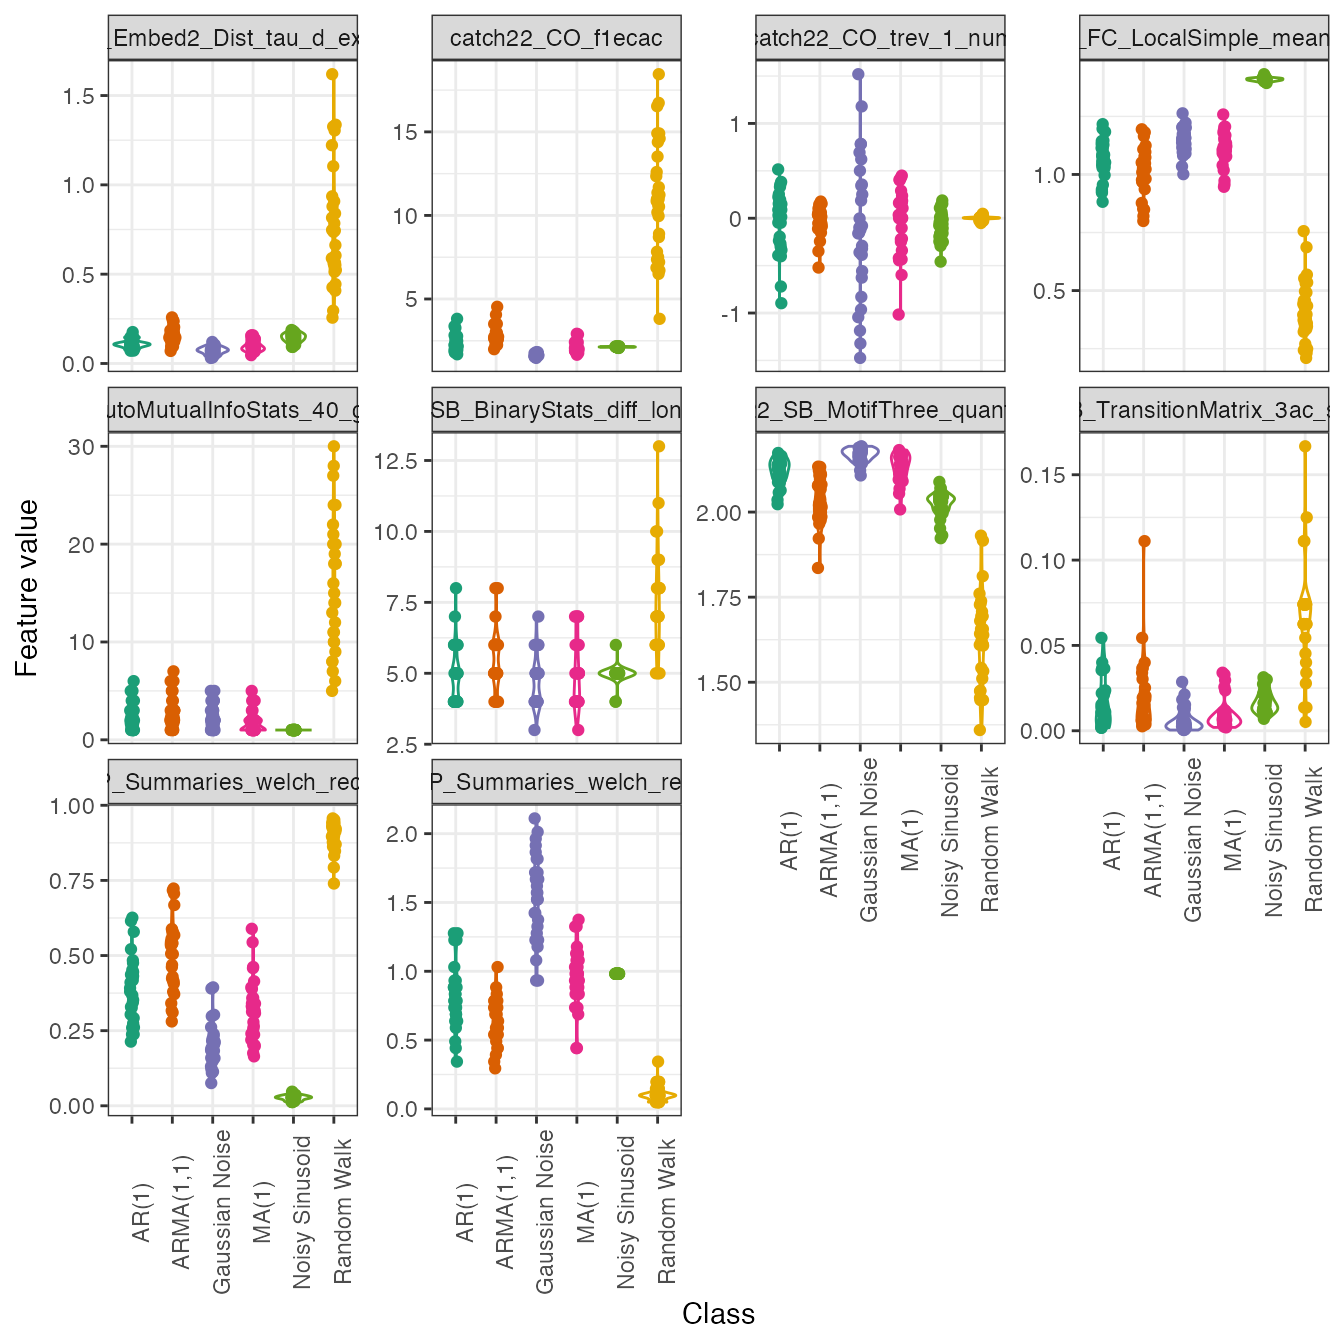 _Embed2_Dist_tau_d_ex
catch22_CO_f1ecac
catch22_CO_trev_1_num
_FC_LocalSimple_mean
1.5
1.0
0.5
0.0
15
10
5
1
0
-1
1.0
0.5
utoMutualInfoStats_40_g
SB_BinaryStats_diff_lon
2_SB_MotifThree_quant
3_TransitionMatrix_3ac_s
30
20
10
0
12.5
10.0
7.5
5.0
2.5
2.00
1.75
1.50
0.15
0.10
0.05
0.00
P_Summaries_welch_rec
P_Summaries_welch_re
1.00
0.75
0.50
0.25
0.00
2.0
1.5
1.0
0.5
0.0
AR(1)
ARMA(1,1)
Gaussian Noise
MA(1)
Noisy Sinusoid
Random Walk
AR(1)
ARMA(1,1)
Gaussian Noise
MA(1)
Noisy Sinusoid
Random Walk
AR(1)
ARMA(1,1)
Gaussian Noise
MA(1)
Noisy Sinusoid
Random Walk
AR(1)
ARMA(1,1)
Gaussian Noise
MA(1)
Noisy Sinusoid
Random Walk
Feature value
Class